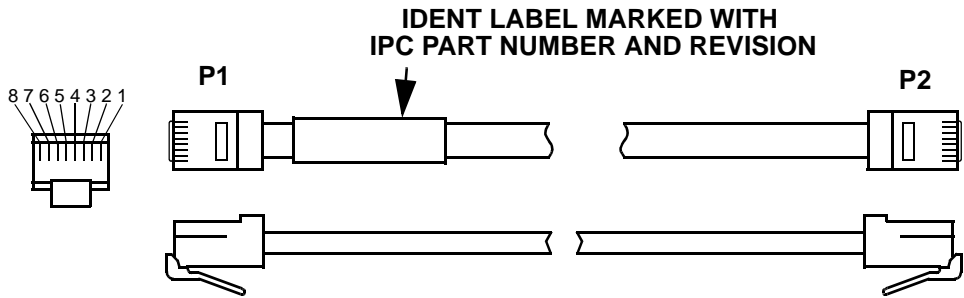 IDENT LABEL MARKED WITH
IPC PART NUMBER AND REVISION
P1
P2
8 7 6 5 4 3 2 1